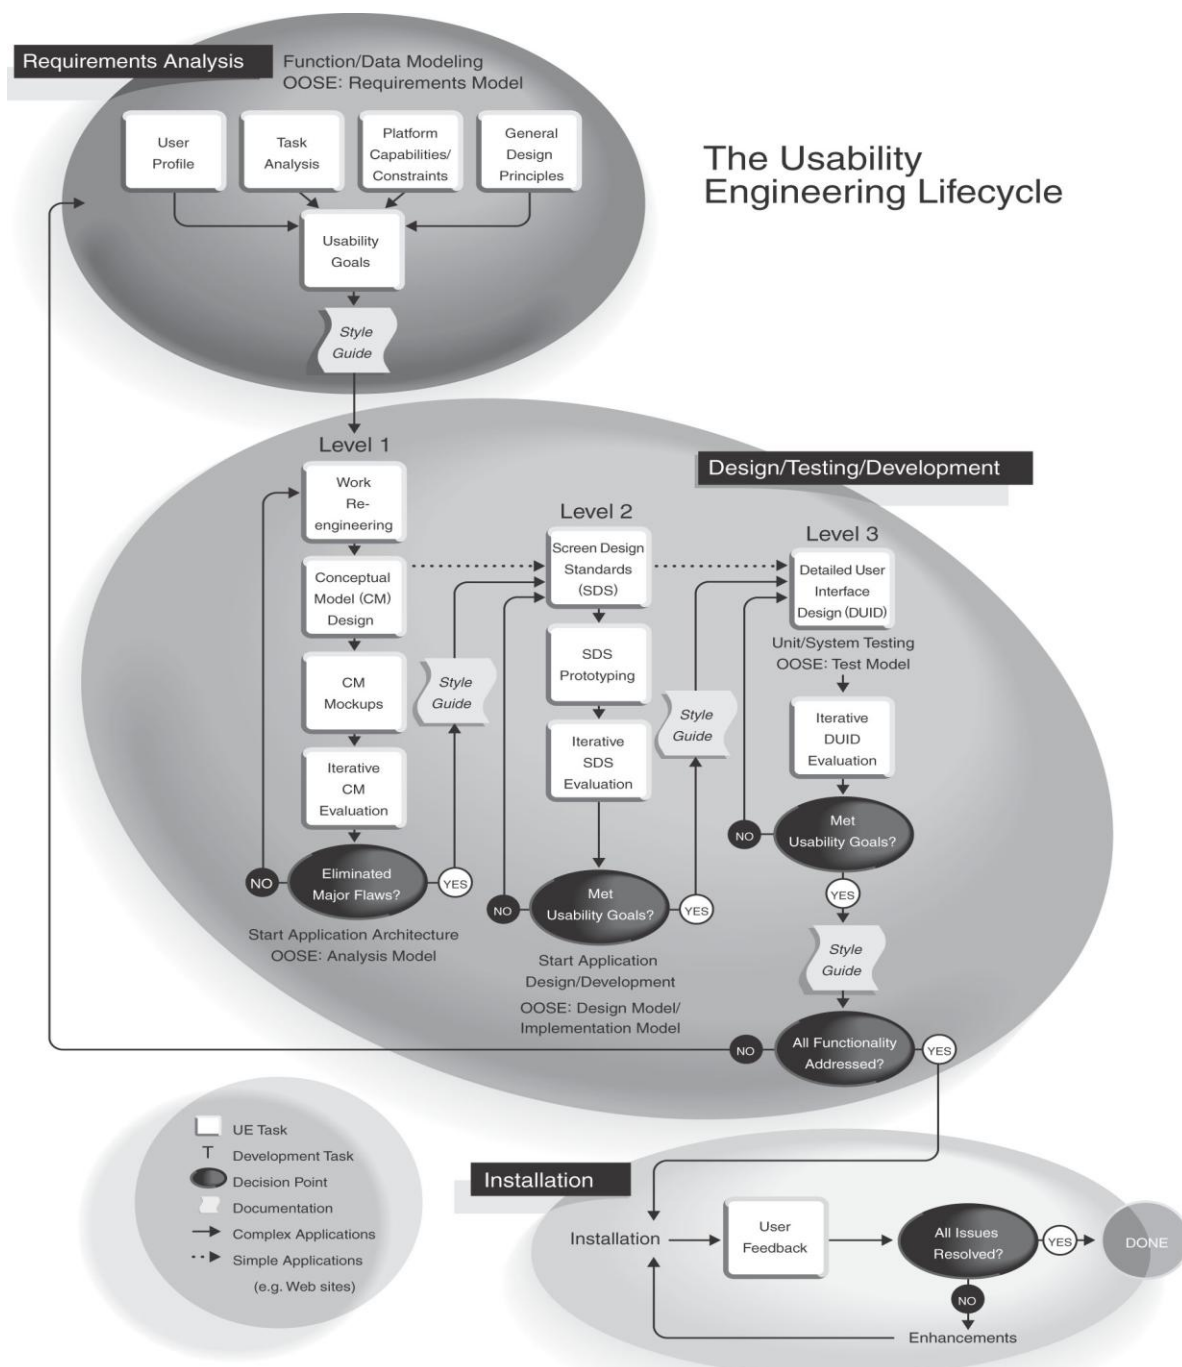 Requirements Analysis
Function/Data Modeling
OOSE: Requirements Model
User
Profile
Task
Analysis
Platform
Capabilities/
Constraints
General
Design
Principles
The Usability
Engineering Lifecycle
Usability
Goals
Style
Guide
Design/Testing/Development
Level 1
Work
Re-
engineering
Conceptual
Model (CM)
Design
CM
Mockups
Iterative
CM
Evaluation
Eliminated
Major Flaws?
NO
YES
Start Application Architecture
OOSE: Analysis Model
Style
Guide
Level 2
Screen Design
Standards
(SDS)
SDS
Prototyping
Iterative
SDS
Evaluation
Met
Usability Goals?
NO
YES
Start Application
Design/Development
OOSE: Design Model/
Implementation Model
Style
Guide
Level 3
Detailed User
Interface
Design (DUID)
Unit/System Testing
OOSE: Test Model
Iterative
DUID
Evaluation
Met
Usability Goals?
NO
YES
Style
Guide
All Functionality
Addressed?
NO
YES
UE Task
T Development Task
Decision Point
Documentation
Complex Applications
Simple Applications
(e.g. Web sites)
Installation
Installation
User
Feedback
All Issues
Resolved?
YES
DONE
NO
Enhancements